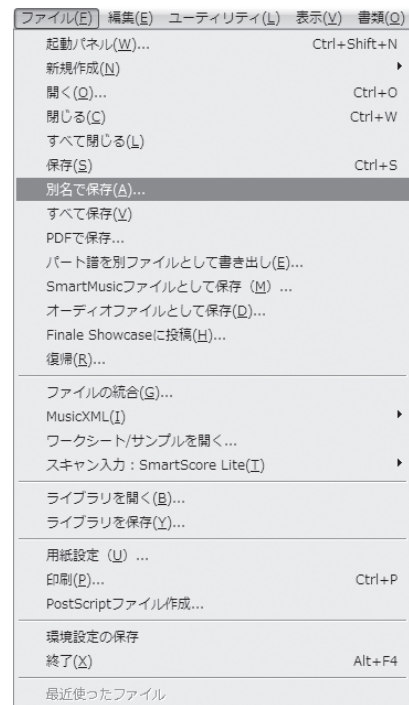 ファイル(F) 編集(E) ユーティリティ(L) 表示(V) 書類(O)
起動パネル(W)... Ctrl+Shift+N
新規作成(N)
開く(O)... Ctrl+O
閉じる(C) Ctrl+W
すべて閉じる(L)
保存(S) Ctrl+S
別名で保存(A)...
すべて保存(V)
PDFで保存...
パート譜を別ファイルとして書き出し(E)...
SmartMusicファイルとして保存（M）...
オーディオファイルとして保存(D)...
Finale Showcaseに投稿(H)...
復帰(R)...
ファイルの統合(G)...
MusicXML(I)
ワークシート/サンプルを開く...
スキャン入力：SmartScore Lite(T)
ライブラリを開く(B)...
ライブラリを保存(Y)...
用紙設定（U）...
印刷(P)... Ctrl+P
PostScriptファイル作成...
環境設定の保存
終了(X) Alt+F4
最近使ったファイル